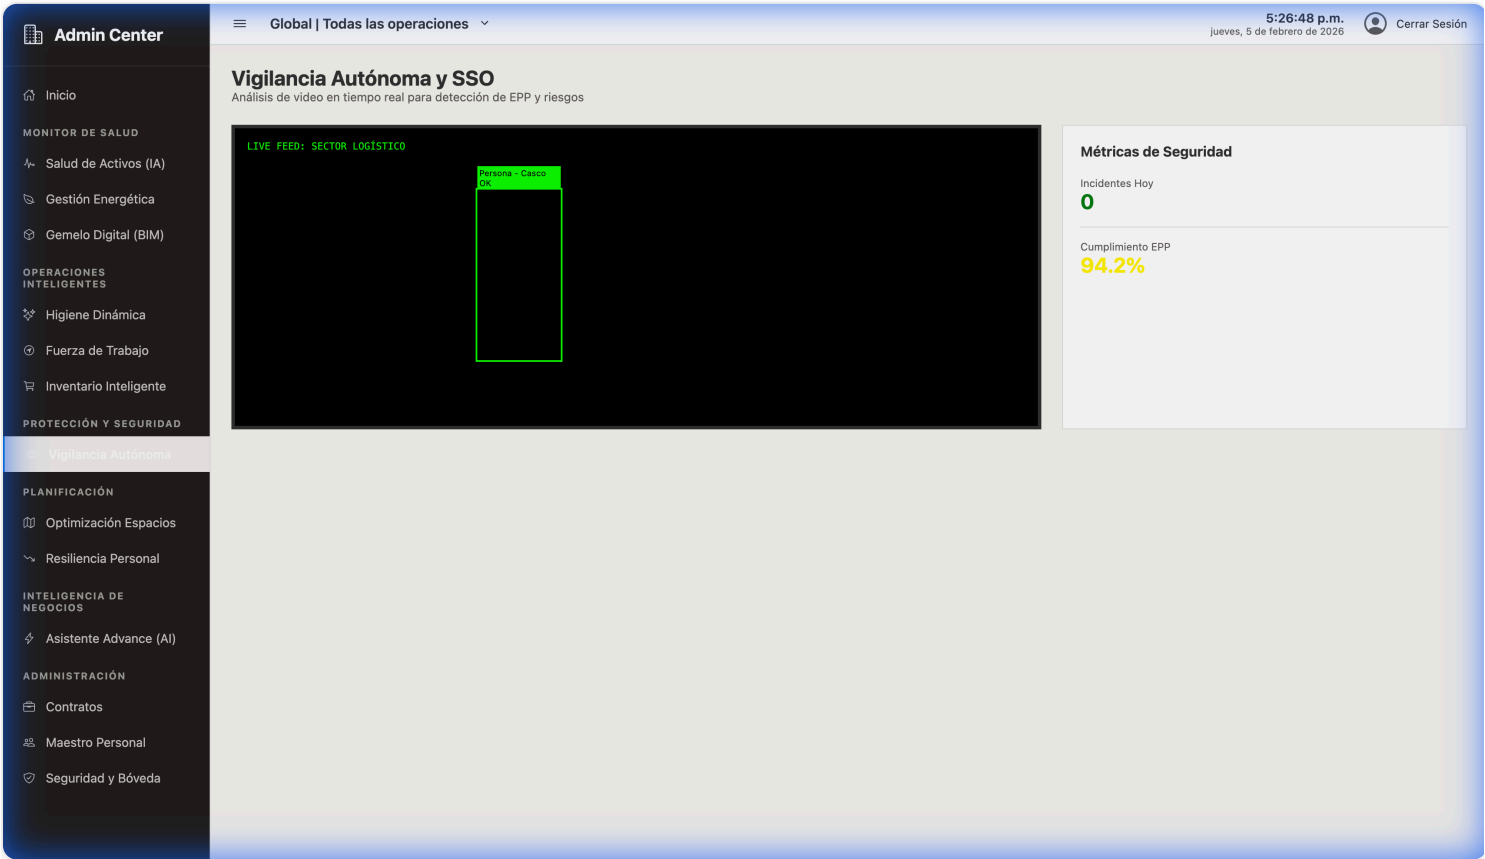 Admin Center
Global | Todas las operaciones
5:26:48 p.m.
jueves, 5 de febrero de 2026
Cerrar Sesión
Inicio
MONITOR DE SALUD
Salud de Activos (IA)
Gestión Energética
Gemelo Digital (BIM)
OPERACIONES
INTELIGENTES
Higiene Dinámica
Fuerza de Trabajo
Inventario Inteligente
PROTECCIÓN Y SEGURIDAD
Vigilancia Autónoma
PLANIFICACIÓN
Optimización Espacios
Resiliencia Personal
INTELIGENCIA DE
NEGOCIOS
Asistente Advance (AI)
ADMINISTRACIÓN
Contratos
Maestro Personal
Seguridad y Bóveda
Vigilancia Autónoma y SSO
Análisis de video en tiempo real para detección de EPP y riesgos
LIVE FEED: SECTOR LOGÍSTICO
Persona - Casco
OK
Métricas de Seguridad
Incidentes Hoy
0
Cumplimiento EPP
94.2%